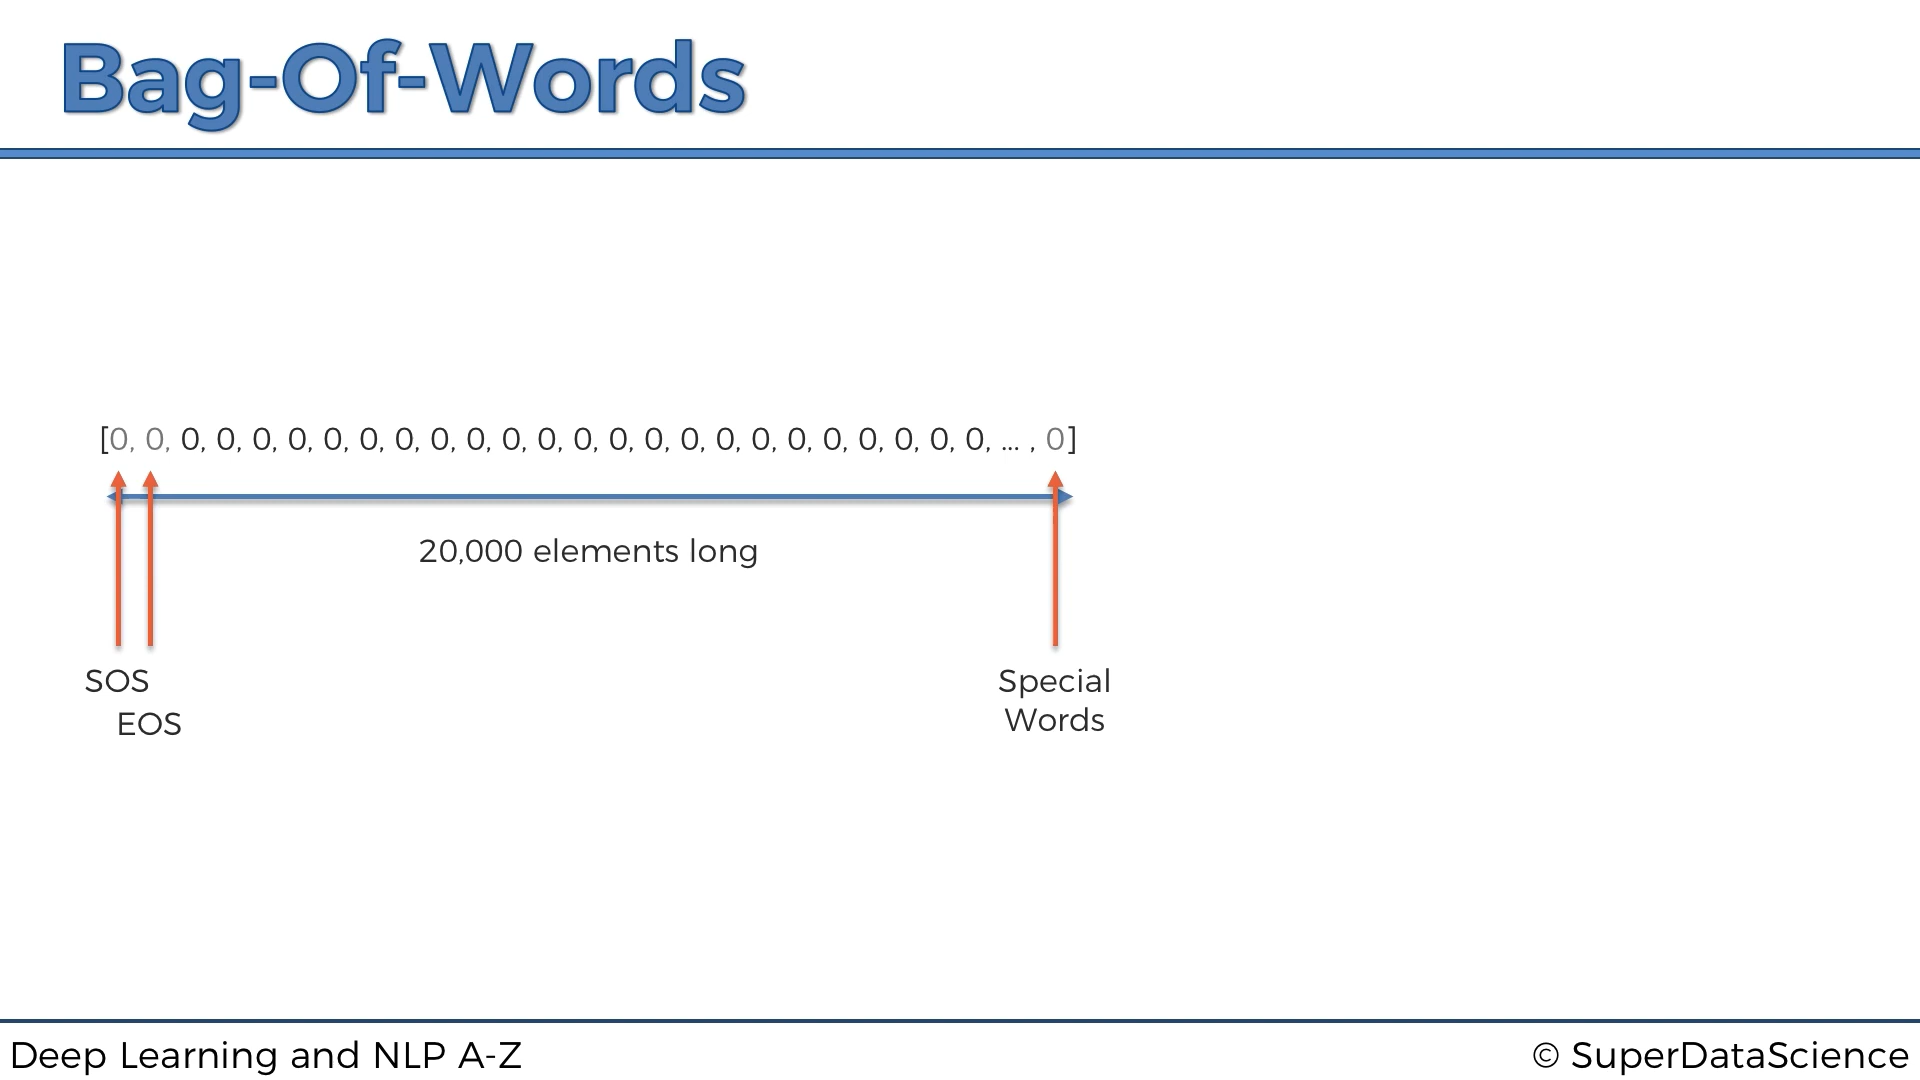 Bag-Of-Words
[0, 0, 0, 0, 0, 0, 0, 0, 0, 0, 0, 0, 0, 0, 0, 0, 0, 0, 0, 0, 0, 0, 0, 0, 0, ... , 0]
20,000 elements long
SOS
EOS
Special
Words
Deep Learning and NLP A-Z
© SuperDataScience